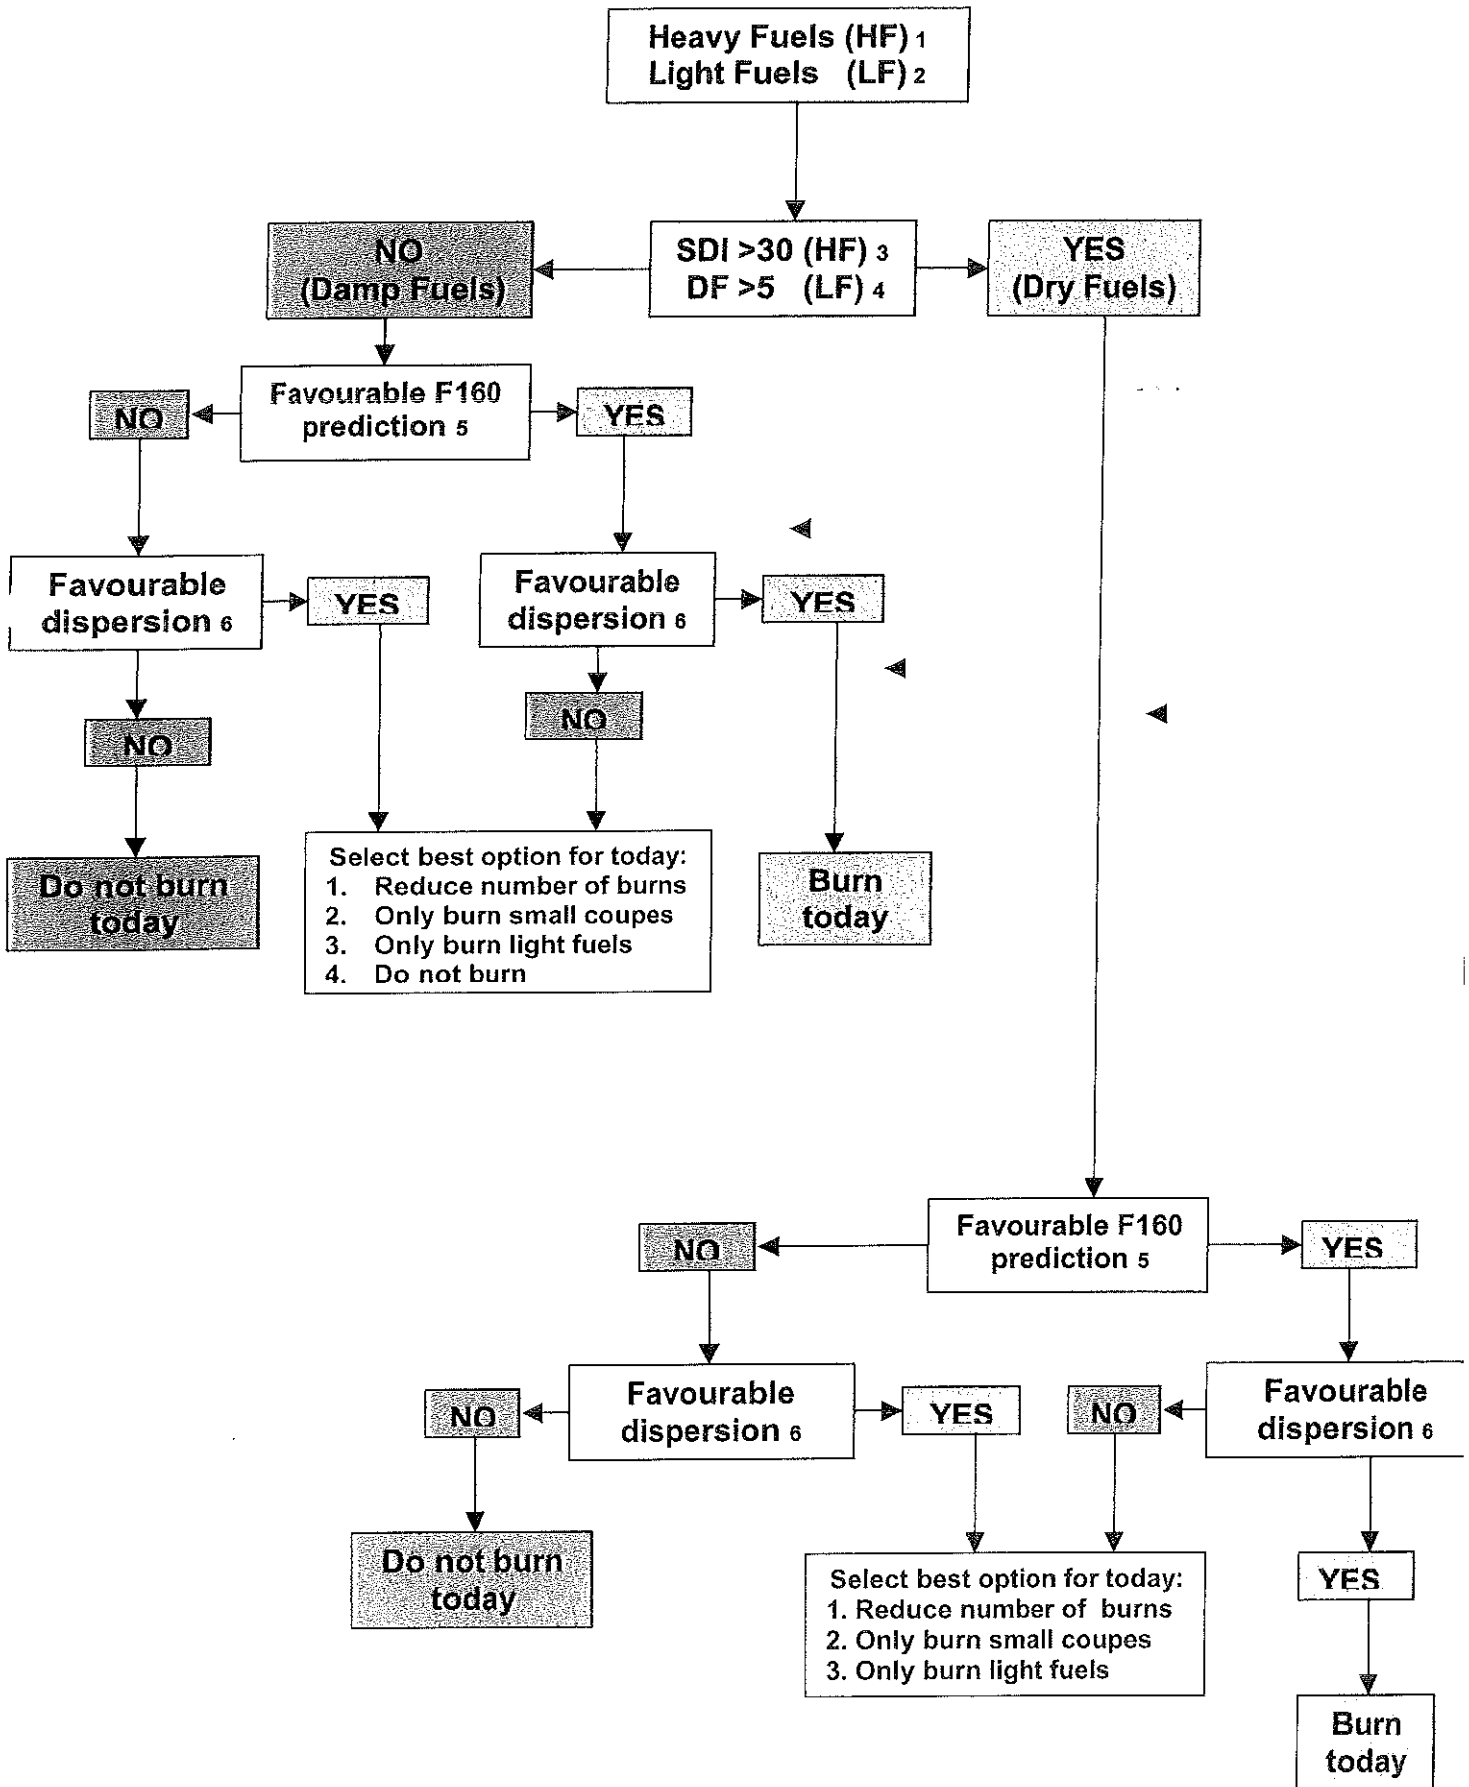 Heavy Fuels (HF) 1
Light Fuels (LF) 2
NO
(Damp Fuels)
SDI >30 (HF) 3
DF >5 (LF) 4
YES
(Dry Fuels)
NO
Favourable F160
prediction 5
YES
Favourable
dispersion 6
YES
Favourable
dispersion 6
YES
NO
NO
Do not burn
today
Select best option for today:
1. Reduce number of burns
2. Only burn small coupes
3. Only burn light fuels
4. Do not burn
Burn
today
NO
Favourable F160
prediction 5
YES
NO
Favourable
dispersion 6
YES
NO
Favourable
dispersion 6
Do not burn
today
Select best option for today:
1. Reduce number of burns
2. Only burn small coupes
3. Only burn light fuels
YES
Burn
today